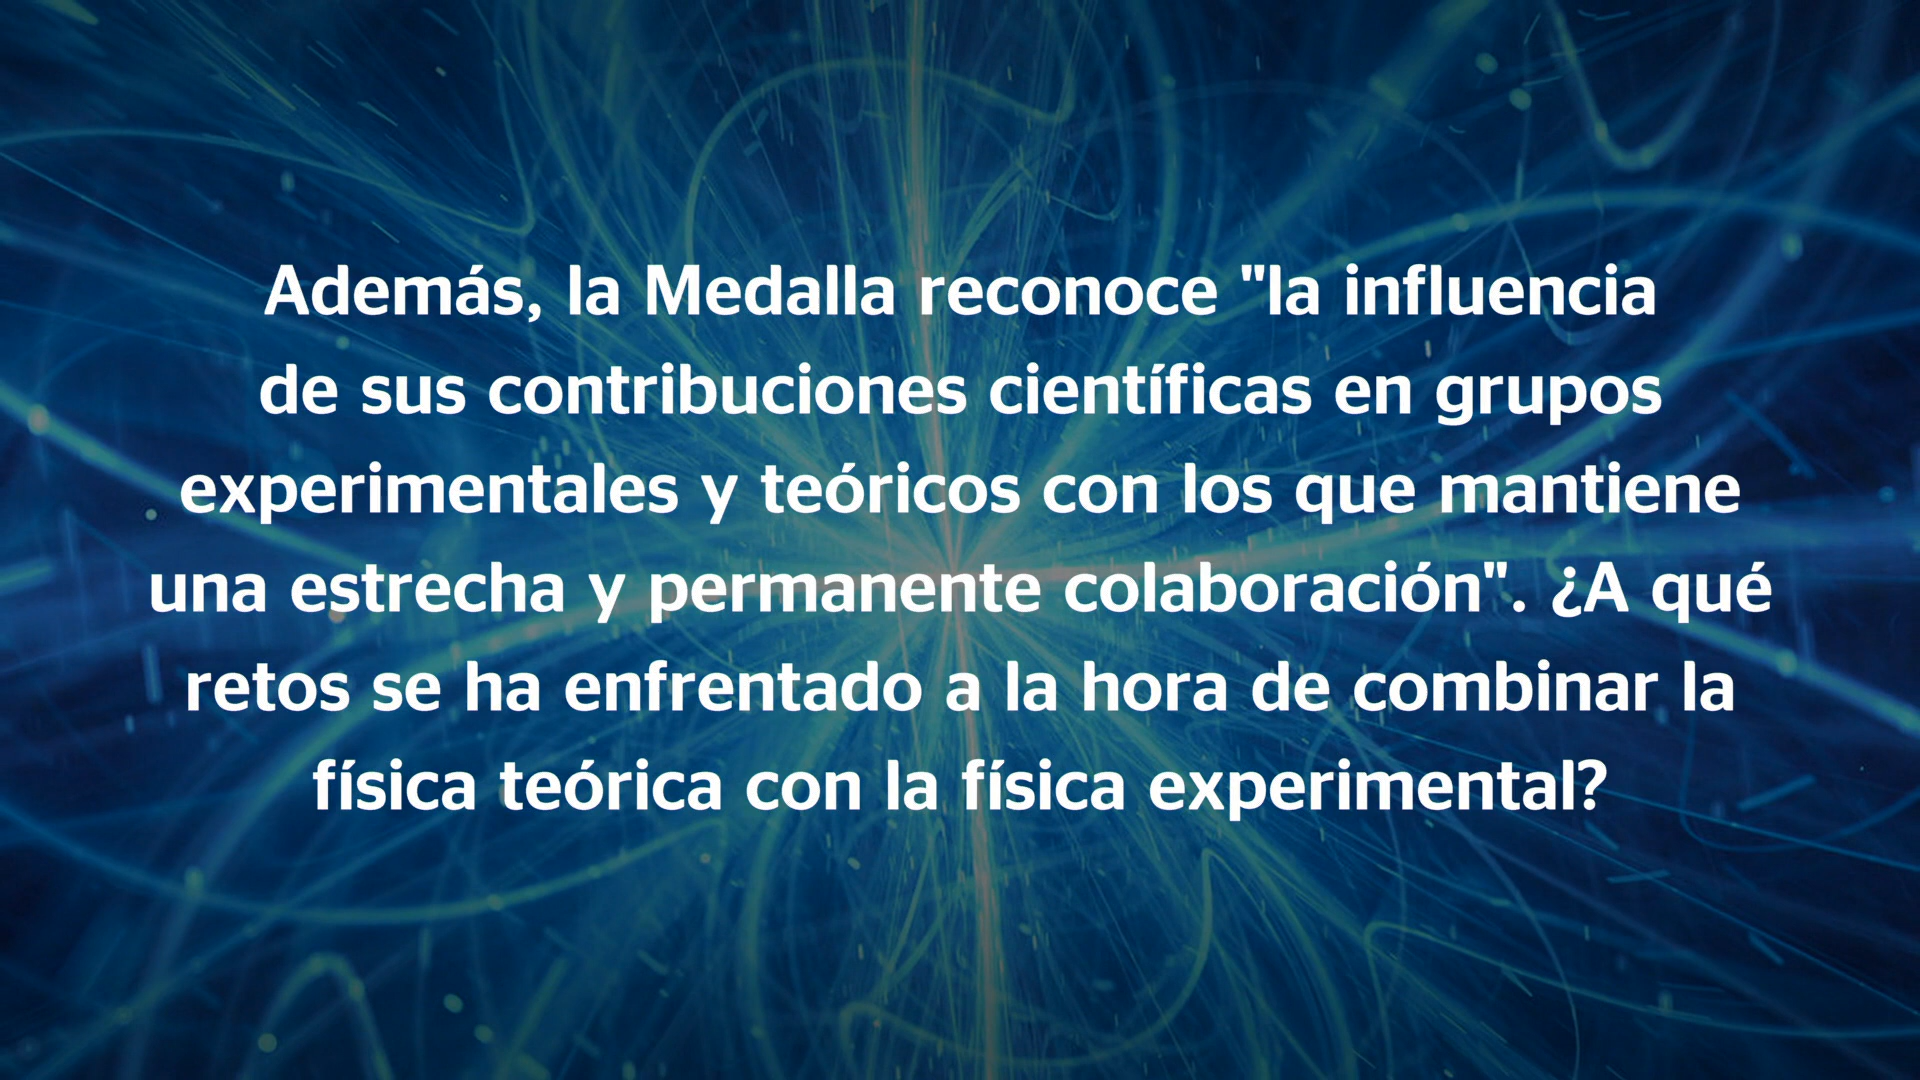 Además, la Medalla reconoce "la influencia
de sus contribuciones científicas en grupos
experimentales y teóricos con los que mantiene
una estrecha y permanente colaboración". ¿A qué
retos se ha enfrentado a la hora de combinar la
física teórica con la física experimental?